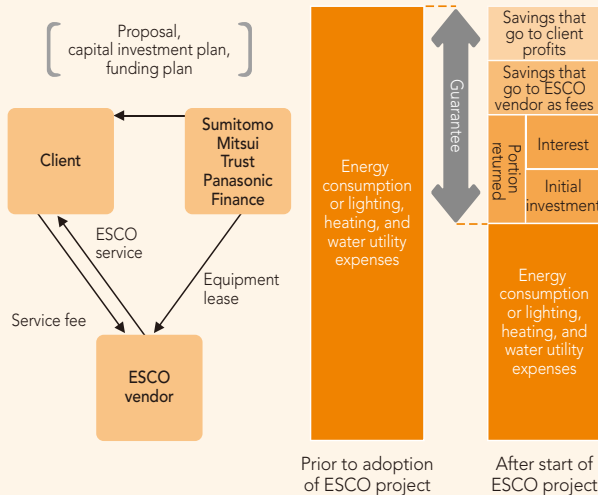 Proposal,
capital investment plan,
funding plan
Client
Sumitomo
Mitsui
Trust
Panasonic
Finance
ESCO
service
Service fee
Equipment
lease
ESCO
vendor
Energy
consumption
or lighting,
heating, and
water utility
expenses
Prior to adoption
of ESCO project
Guarantee
Savings that
go to client
profits
Savings that
go to ESCO
vendor as fees
Portion
returned
Interest
Initial
investment
Energy
consumption
or lighting,
heating, and
water utility
expenses
After start of
ESCO project